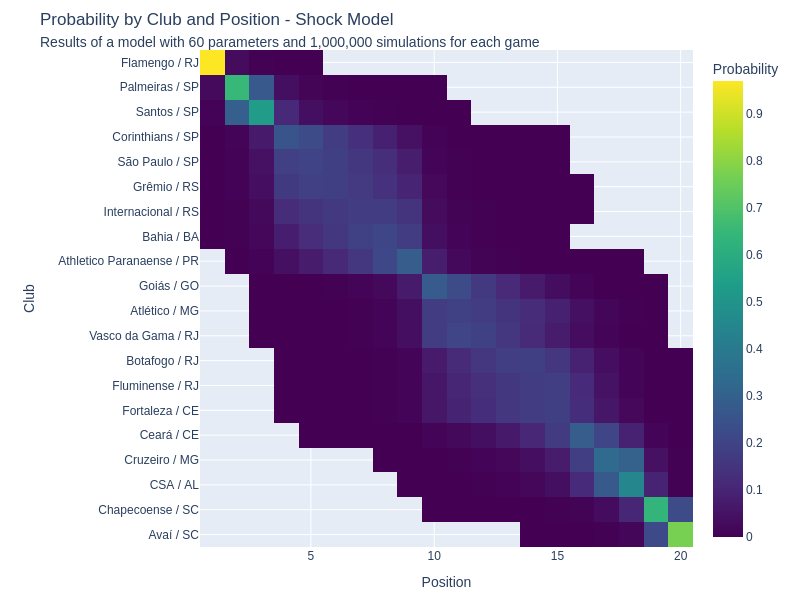 Probability by Club and Position - Shock Model
Results of a model with 60 parameters and 1,000,000 simulations for each game
Probability
Flamengo / RJ
Palmeiras / SP
Santos / SP
Corinthians / SP
São Paulo / SP
Grêmio / RS
Internacional / RS
Bahia / BA
Athletico Paranaense / PR
Goiás / GO
Atlético / MG
Vasco da Gama / RJ
Botafogo / RJ
Fluminense / RJ
Fortaleza / CE
Ceará / CE
Cruzeiro / MG
CSA / AL
Chapecoense / SC
Avaí / SC
Club
5
10
15
20
Position
0.9
0.8
0.7
0.6
0.5
0.4
0.3
0.2
0.1
0